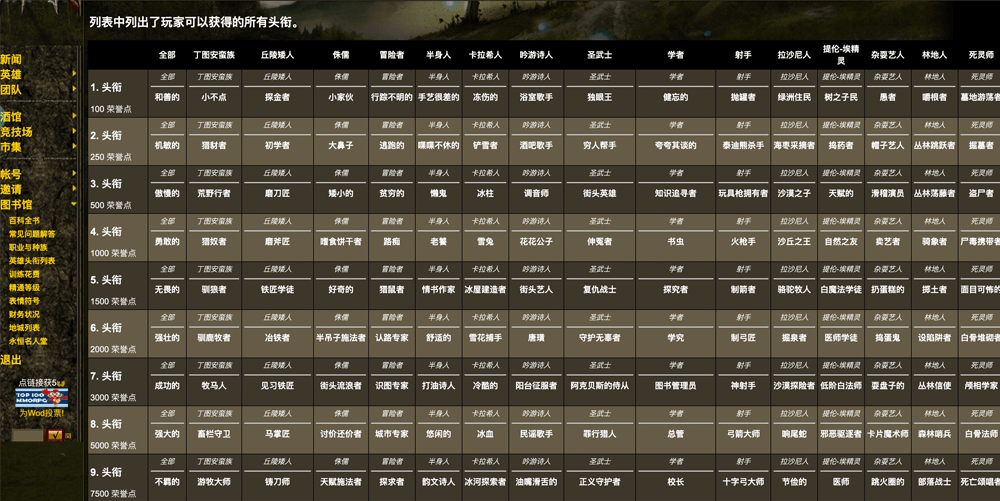 列表中列出了玩家可以获得的所有头衔。
新闻
英雄
团队
酒馆
竞技场
市集
帐号
邀请
图书馆
百科全书
常见问题解答
职业与种族
英雄头衔列表
训练花费
精通等级
表情符号
财务状况
地城列表
永恒名人堂
退出
点链接获5
TOP 100
MMORPG
为Wod投票!
全部 丁图安蛮族 丘陵矮人 侏儒 冒险者 半身人 卡拉希人 吟游诗人 圣武士 学者 射手 拉沙尼人 提伦-埃精灵 杂耍艺人 林地人 死灵师
全部 丁图安蛮族 丘陵矮人 侏儒 冒险者 半身人 卡拉希人 吟游诗人 圣武士 学者 射手 拉沙尼人 提伦-埃精灵 杂耍艺人 林地人 死灵师
1. 头衔 和善的 小不点 探金者 小家伙 行踪不明的 手艺很差的 冻伤的 浴室歌手 独眼王 健忘的 抛罐者 绿洲住民 树之子民 愚者 嚼根者 墓地游荡者
100 荣誉点
全部 丁图安蛮族 丘陵矮人 侏儒 冒险者 半身人 卡拉希人 吟游诗人 圣武士 学者 射手 拉沙尼人 提伦-埃精灵 杂耍艺人 林地人 死灵师
2. 头衔 机敏的 猎豺者 初学者 大鼻子 逃跑的 喋喋不休的 铲雪者 酒吧歌手 穷人帮手 夸夸其谈的 泰迪熊杀手 海枣采摘者 捣药者 帽子艺人 丛林跳跃者 掘墓者
250 荣誉点
全部 丁图安蛮族 丘陵矮人 侏儒 冒险者 半身人 卡拉希人 吟游诗人 圣武士 学者 射手 拉沙尼人 提伦-埃精灵 杂耍艺人 林地人 死灵师
3. 头衔 傲慢的 荒野行者 磨刀匠 矮小的 贫穷的 懒鬼 冰柱 调音师 街头英雄 知识追寻者 玩具枪拥有者 沙漠之子 天赋的 滑稽演员 丛林荡藤者 盗尸者
500 荣誉点
全部 丁图安蛮族 丘陵矮人 侏儒 冒险者 半身人 卡拉希人 吟游诗人 圣武士 学者 射手 拉沙尼人 提伦-埃精灵 杂耍艺人 林地人 死灵师
4. 头衔 勇敢的 猎奴者 磨斧匠 嗜食饼干者 路痴 老饕 雪兔 花花公子 伸冤者 书虫 火枪手 沙丘之王 自然之友 卖艺者 骑象者 尸毒携带者
1000 荣誉点
全部 丁图安蛮族 丘陵矮人 侏儒 冒险者 半身人 卡拉希人 吟游诗人 圣武士 学者 射手 拉沙尼人 提伦-埃精灵 杂耍艺人 林地人 死灵师
5. 头衔 无畏的 驯狼者 铁匠学徒 好奇的 猎鼠者 情书作家 冰屋建造者 街头艺人 复仇战士 探究者 制箭者 骆驼牧人 白魔法学徒 扔蛋糕的 掷土者 面目可怖的
1500 荣誉点
全部 丁图安蛮族 丘陵矮人 侏儒 冒险者 半身人 卡拉希人 吟游诗人 圣武士 学者 射手 拉沙尼人 提伦-埃精灵 杂耍艺人 林地人 死灵师
6. 头衔 强壮的 驯鹿牧者 冶铁者 半吊子施法者 认路专家 舒适的 雪花捕手 唐璜 守护无辜者 学究 制弓匠 掘泉者 医师学徒 捣蛋鬼 设陷阱者 白骨堆砌者
2000 荣誉点
全部 丁图安蛮族 丘陵矮人 侏儒 冒险者 半身人 卡拉希人 吟游诗人 圣武士 学者 射手 拉沙尼人 提伦-埃精灵 杂耍艺人 林地人 死灵师
7. 头衔 成功的 牧马人 见习铁匠 街头流浪者 识图专家 打油诗人 冷酷的 阳台征服者 阿克贝斯的侍从 图书管理员 神射手 沙漠探险者 低阶白法师 耍盘子的 丛林信使 颅相学家
3000 荣誉点
全部 丁图安蛮族 丘陵矮人 侏儒 冒险者 半身人 卡拉希人 吟游诗人 圣武士 学者 射手 拉沙尼人 提伦-埃精灵 杂耍艺人 林地人 死灵师
8. 头衔 强大的 畜栏守卫 马掌匠 讨价还价者 城市专家 悠闲的 冰血 民谣歌手 罪行猎人 总管 弓箭大师 响尾蛇 邪恶驱逐者 卡片魔术师 森林哨兵 白骨法师
5000 荣誉点
全部 丁图安蛮族 丘陵矮人 侏儒 冒险者 半身人 卡拉希人 吟游诗人 圣武士 学者 射手 拉沙尼人 提伦-埃精灵 杂耍艺人 林地人 死灵师
9. 头衔 不羁的 游牧大师 铸刀师 天赋施法者 探求者 韵文诗人 冰河探索者 油嘴滑舌的 正义守护者 校长 十字弓大师 节俭的 医师 跳火圈的 部落战士 死亡颂唱者
7500 荣誉点